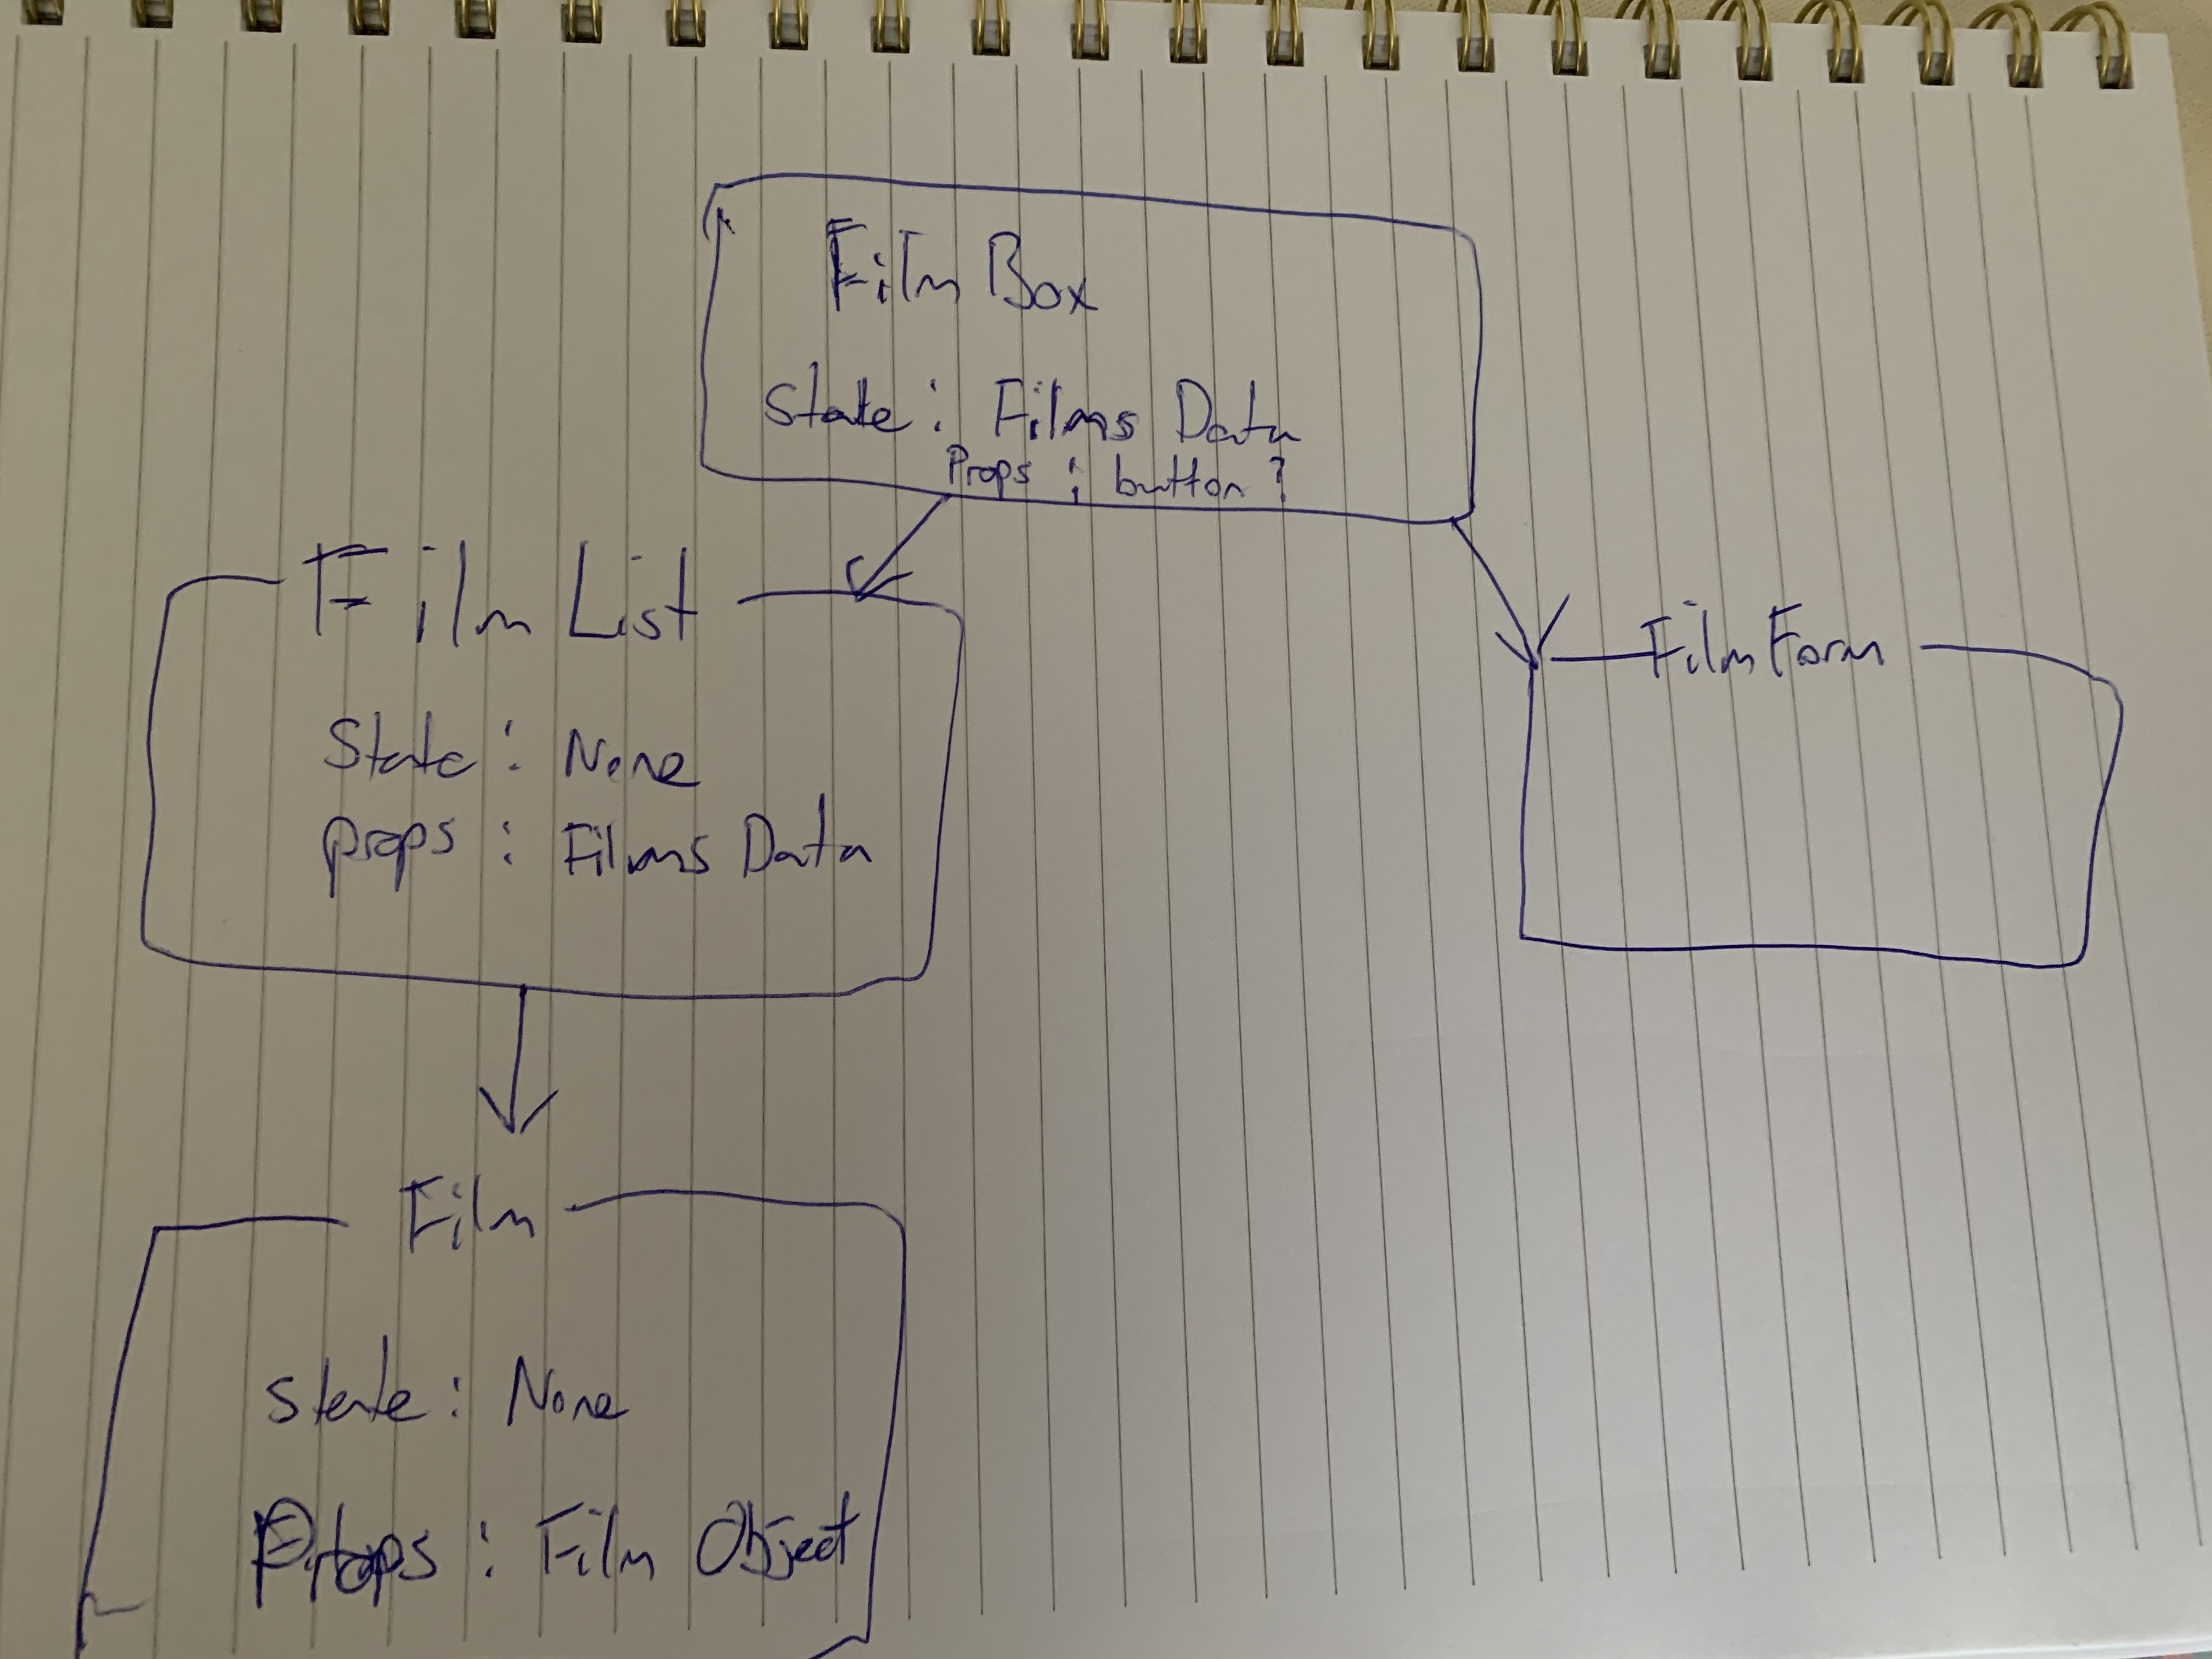 Film Box
State : Films Data
Props : button ?
Film List
State : None
Props : Films Data
Film Form
Film
State : None
Props : Film Object